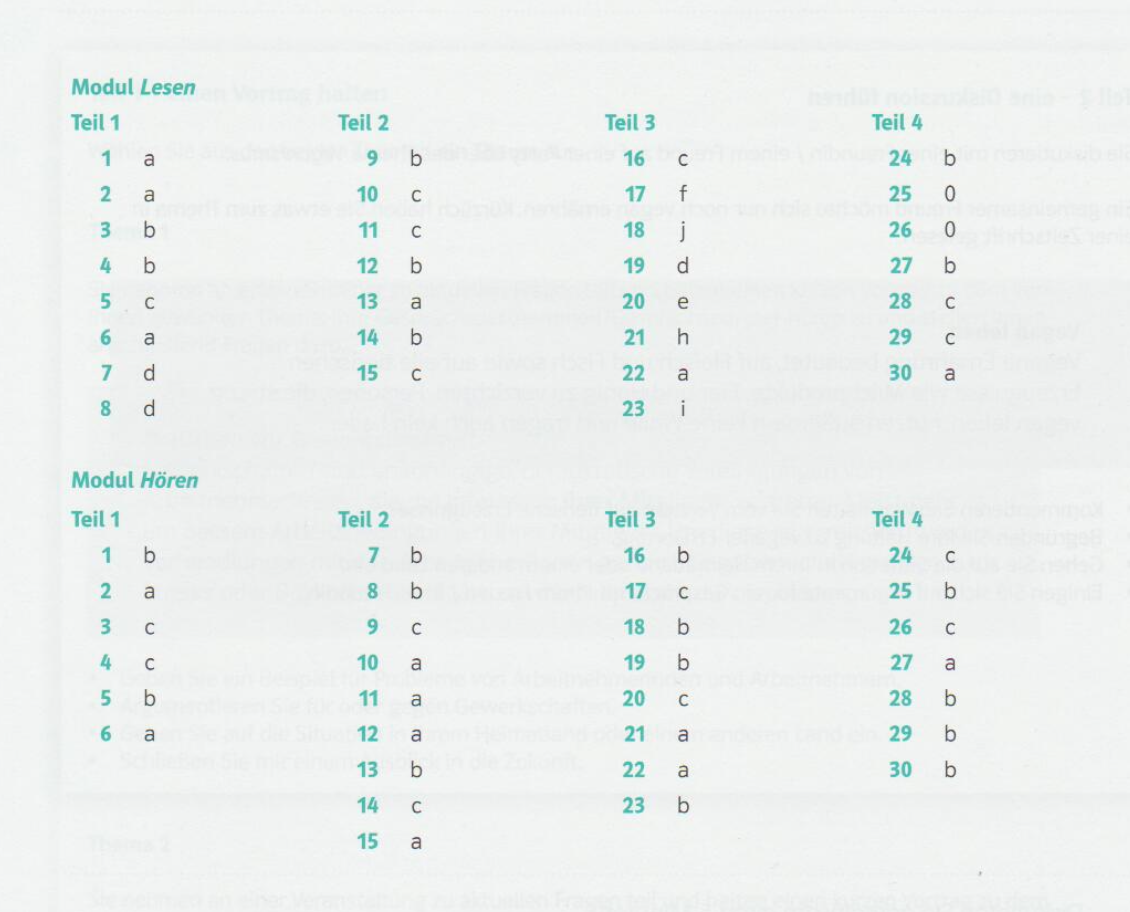 Modul Lesen
Teil 1 Teil 2 Teil 3 Teil 4
1 a 9 b 16 c 24 b
2 a 10 c 17 f 25 0
3 b 11 c 18 j 26 0
4 b 12 b 19 d 27 b
5 c 13 a 20 e 28 c
6 a 14 b 21 h 29 c
7 d 15 c 22 a 30 a
8 d 23 i
Modul Hören
Teil 1 Teil 2 Teil 3 Teil 4
1 b 7 b 16 b 24 c
2 a 8 b 17 c 25 b
3 c 9 c 18 b 26 c
4 c 10 a 19 b 27 a
5 b 11 a 20 c 28 b
6 a 12 a 21 a 29 b
13 b 22 a 30 b
14 c 23 b
15 a
Thema 2